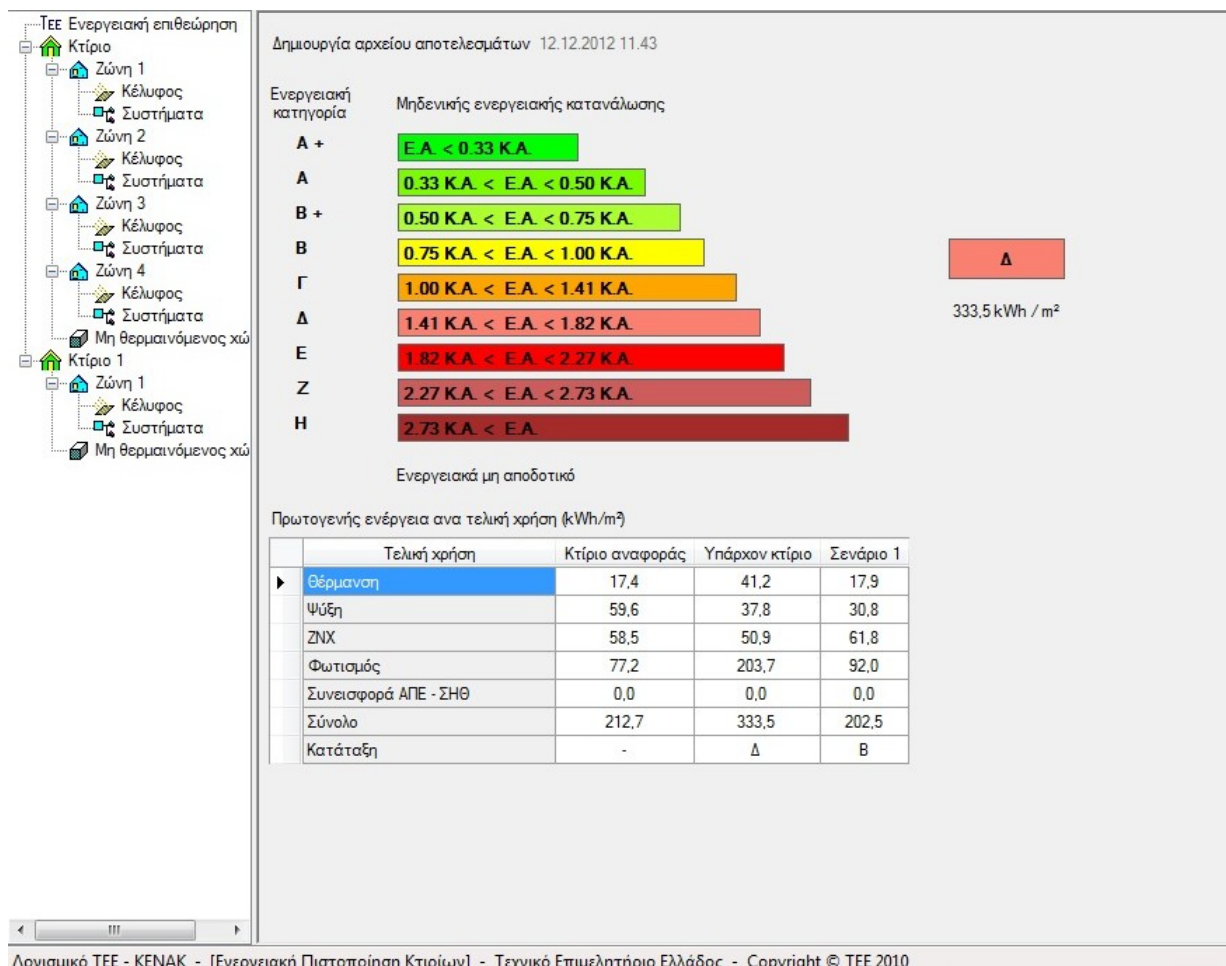 ΤΕΕ Ενεργειακή επιθεώρηση
Κτίριο
Ζώνη 1
Κέλυφος
Συστήματα
Ζώνη 2
Κέλυφος
Συστήματα
Ζώνη 3
Κέλυφος
Συστήματα
Ζώνη 4
Κέλυφος
Συστήματα
Μη θερμαινόμενος χώ
Κτίριο 1
Ζώνη 1
Κέλυφος
Συστήματα
Μη θερμαινόμενος χώ
Δημιουργία αρχείου αποτελεσμάτων 12.12.2012 11.43
Ενεργειακή κατηγορία
Μηδενικής ενεργειακής κατανάλωσης
Α + Ε.Α. < 0.33 Κ.Α.
Α 0.33 Κ.Α. < Ε.Α. < 0.50 Κ.Α.
Β + 0.50 Κ.Α. < Ε.Α. < 0.75 Κ.Α.
Β 0.75 Κ.Α. < Ε.Α. < 1.00 Κ.Α.
Γ 1.00 Κ.Α. < Ε.Α. < 1.41 Κ.Α.
Δ 1.41 Κ.Α. < Ε.Α. < 1.82 Κ.Α.
Ε 1.82 Κ.Α. < Ε.Α. < 2.27 Κ.Α.
Ζ 2.27 Κ.Α. < Ε.Α. < 2.73 Κ.Α.
Η 2.73 Κ.Α. < Ε.Α.
Ενεργειακά μη αποδοτικό
Δ
333,5 kWh / m²
Πρωτογενής ενέργεια ανα τελική χρήση (kWh/m²)
Τελική χρήση Κτίριο αναφοράς Υπάρχον κτίριο Σενάριο 1
Θέρμανση 17,4 41,2 17,9
Ψύξη 59,6 37,8 30,8
ΖΝΧ 58,5 50,9 61,8
Φωτισμός 77,2 203,7 92,0
Συνεισφορά ΑΠΕ - ΣΗΘ 0,0 0,0 0,0
Σύνολο 212,7 333,5 202,5
Κατάταξη - Δ Β
Λογισμικό ΤΕΕ - ΚΕΝΑΚ - [Ενεργειακή Πιστοποίηση Κτιρίων] - Τεχνικό Επιμελητήριο Ελλάδος - Copyright © ΤΕΕ 2010